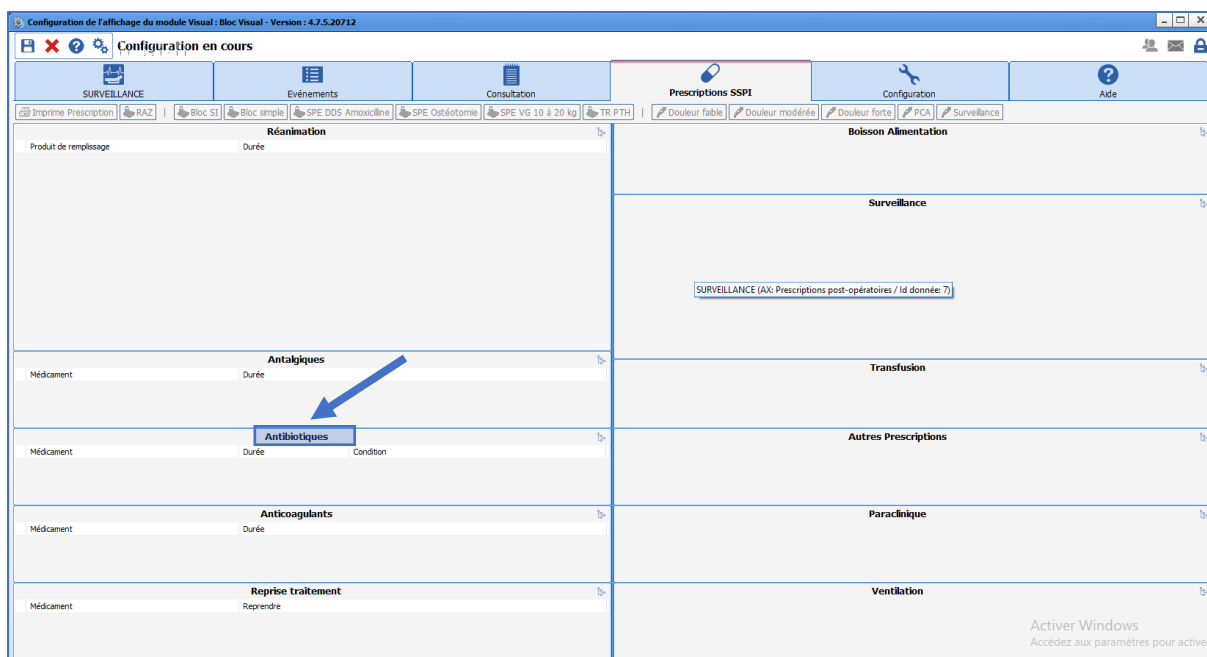 Configuration de l'affichage du module Visual : Bloc Visual - Version : 4.7.5.20712
Configuration en cours
SURVEILLANCE
Evénements
Consultation
Prescriptions SSPI
Configuration
Aide
Imprime Prescription RAZ | Bloc SI Bloc simple SPE DDS Amoxiciline SPE Ostéotomie SPE VG 10 à 20 kg TR PTH | Douleur faible Douleur modérée Douleur forte PCA Surveillance
Réanimation
Produit de remplissage Durée
Antalgiques
Médicament Durée
Antibiotiques
Médicament Durée Condition
Anticoagulants
Médicament Durée
Reprise traitement
Médicament Reprendre
Boisson Alimentation
Surveillance
SURVEILLANCE (AX: Prescriptions post-opératoires / Id donnée: 7)
Transfusion
Autres Prescriptions
Paraclinique
Ventilation
Activer Windows
Accédez aux paramètres pour active